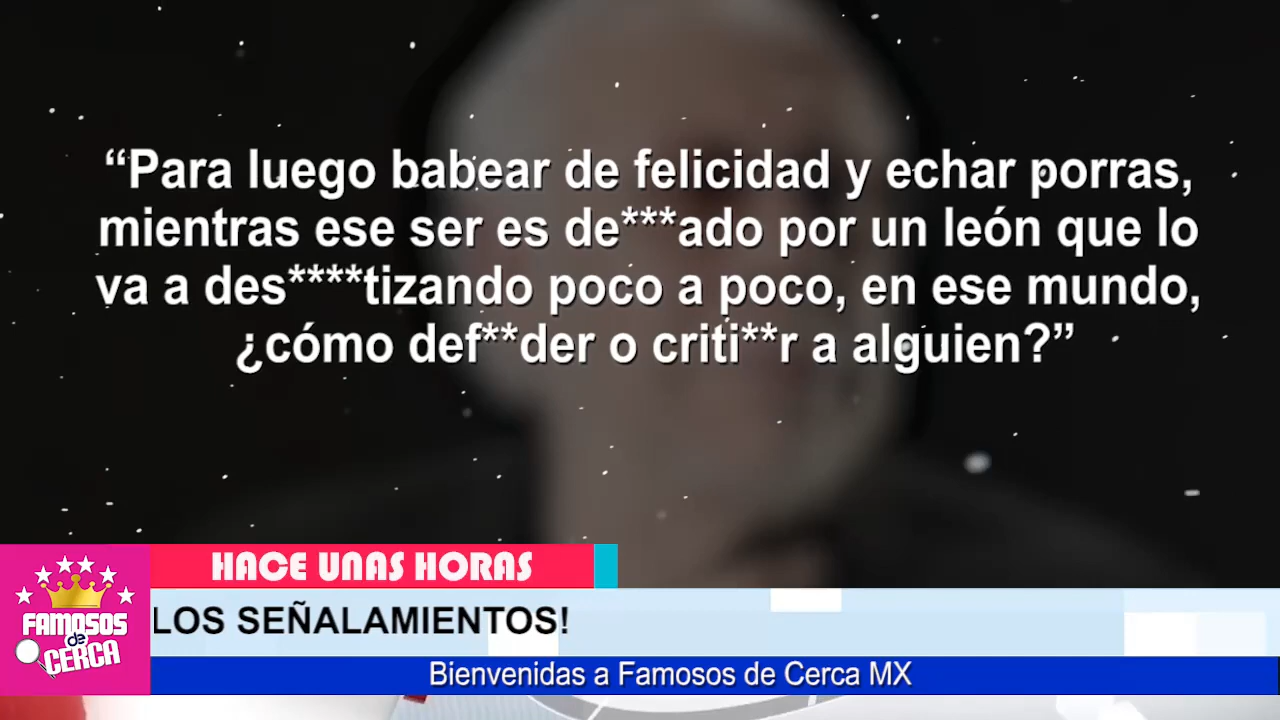 “Para luego babear de felicidad y echar porras,
mientras ese ser es de***ado por un león que lo
va a des****tizando poco a poco, en ese mundo,
¿cómo def**der o criti**r a alguien?”
HACE UNAS HORAS
LOS SEÑALAMIENTOS!
FAMOSOS
de
CERCA
Bienvenidas a Famosos de Cerca MX